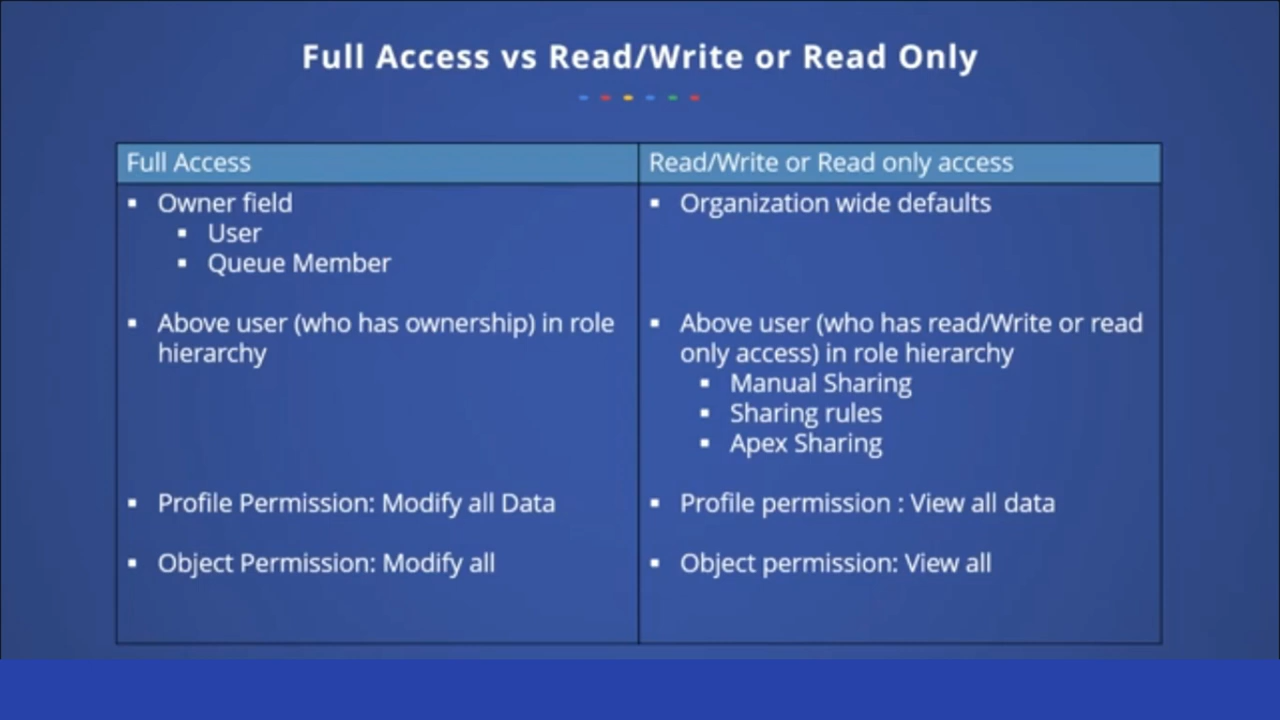 Full Access vs Read/Write or Read Only
Full Access
Owner field
User
Queue Member
Above user (who has ownership) in role
hierarchy
Profile Permission: Modify all Data
Object Permission: Modify all
Read/Write or Read only access
Organization wide defaults
Above user (who has read/Write or read
only access) in role hierarchy
Manual Sharing
Sharing rules
Apex Sharing
Profile permission : View all data
Object permission: View all